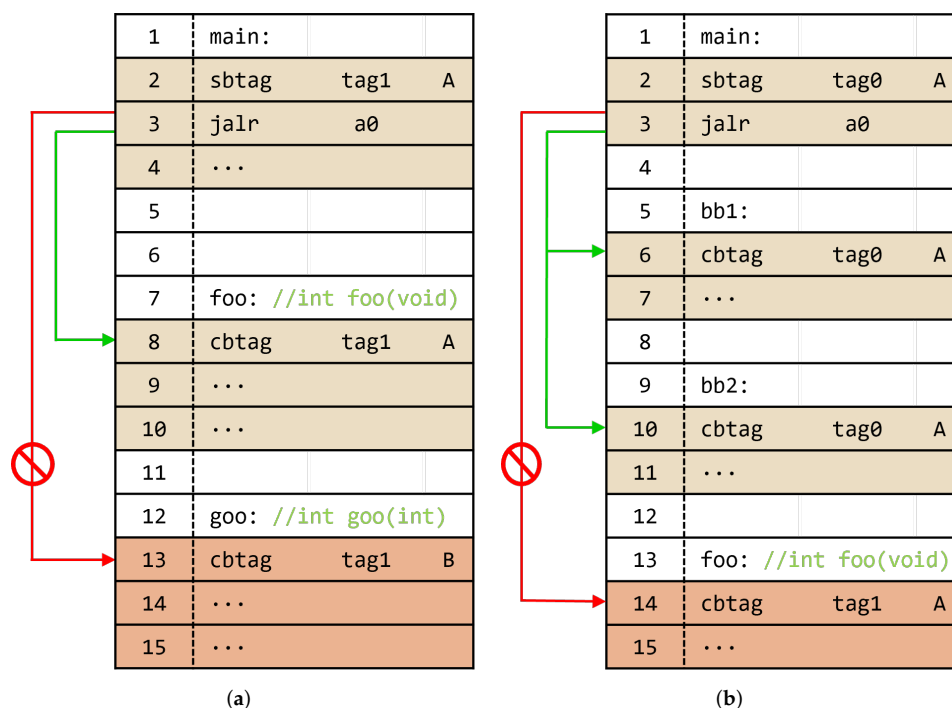 1 main:
2 sbtag tag1 A
3 jalr a0
4 ...
5
6
7 foo: //int foo(void)
8 cbtag tag1 A
9 ...
10 ...
11
12 goo: //int goo(int)
13 cbtag tag1 B
14 ...
15 ...
(a)
1 main:
2 sbtag tag0 A
3 jalr a0
4
5 bb1:
6 cbtag tag0 A
7 ...
8
9 bb2:
10 cbtag tag0 A
11 ...
12
13 foo: //int foo(void)
14 cbtag tag1 A
15 ...
(b)